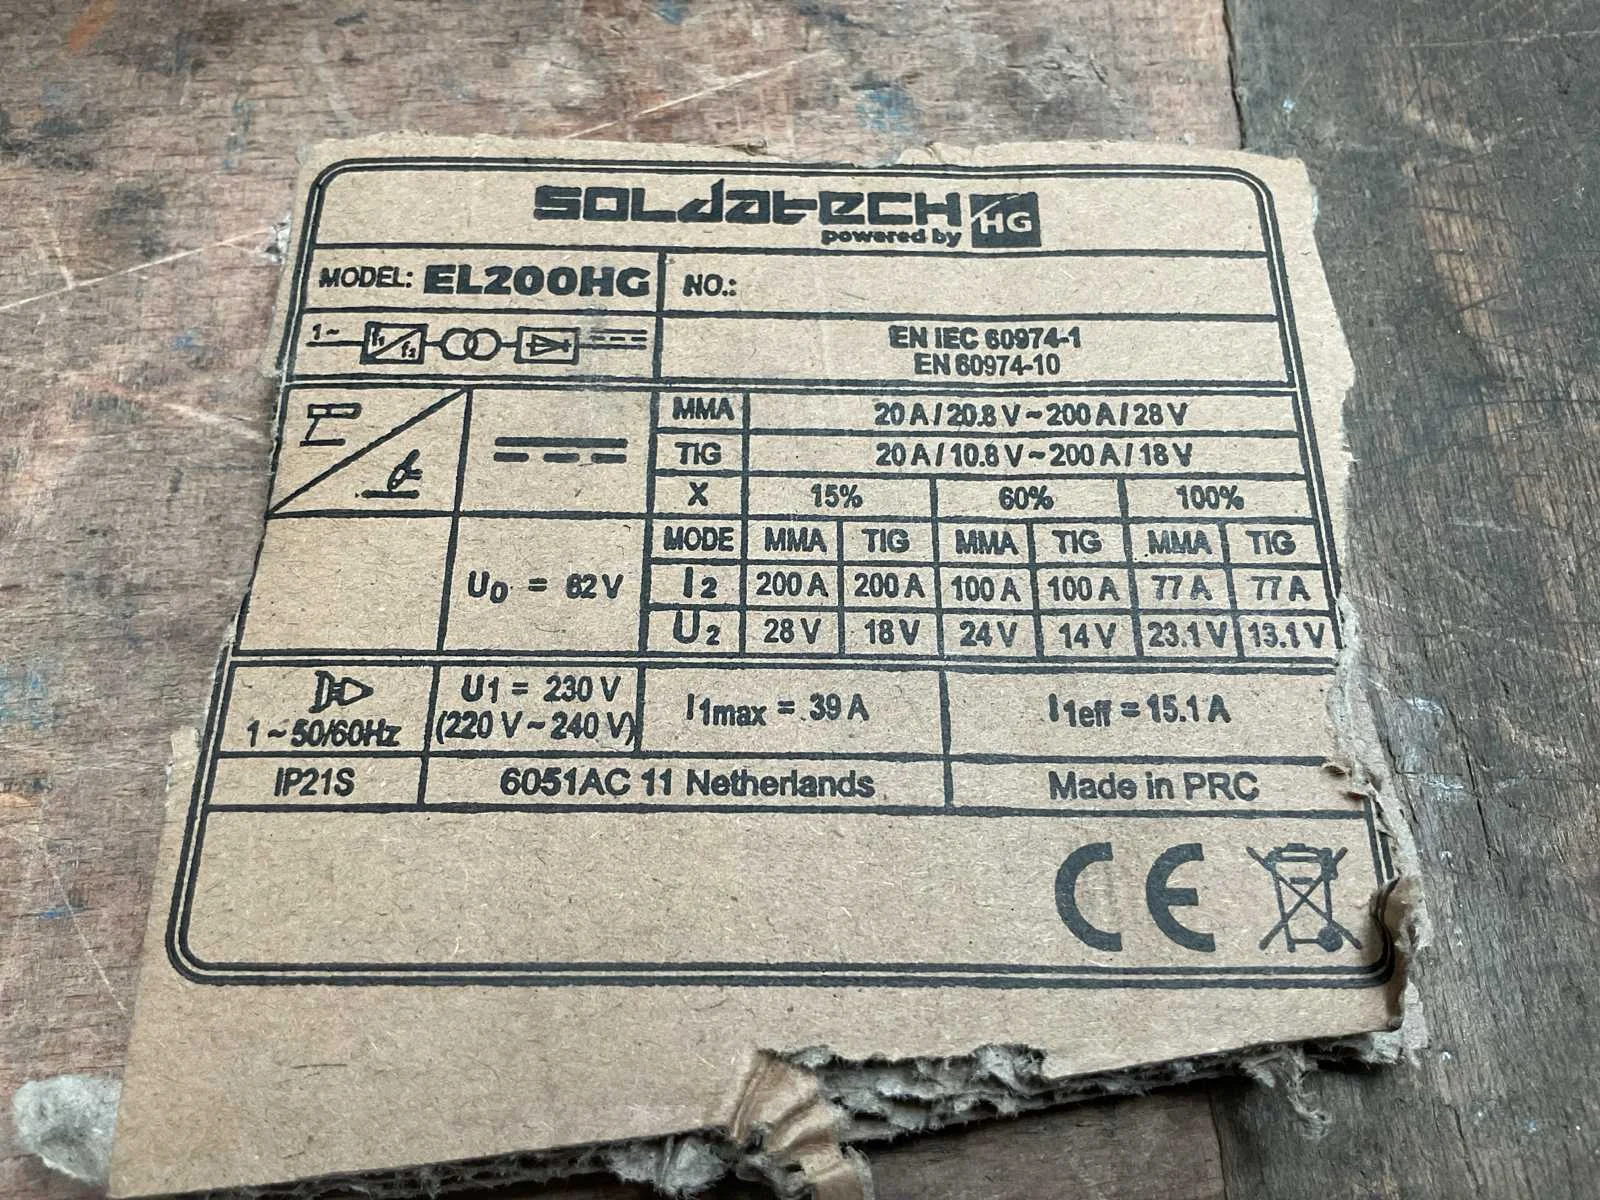 SOLdatECH HG
powered by
MODEL: EL200HG NO.:
1~ f1 f2
EN IEC 60974-1
EN 60974-10
MMA 20 A / 20.8 V ~ 200 A / 28 V
TIG 20 A / 10.8 V ~ 200 A / 18 V
X 15% 60% 100%
MODE MMA TIG MMA TIG MMA TIG
U0 = 62 V I2 200 A 200 A 100 A 100 A 77 A 77 A
U2 28 V 18 V 24 V 14 V 23.1 V 13.1 V
1 ~ 50/60Hz U1 = 230 V
(220 V ~ 240 V) I1max = 39 A I1eff = 15.1 A
IP21S 6051AC 11 Netherlands Made in PRC
CE